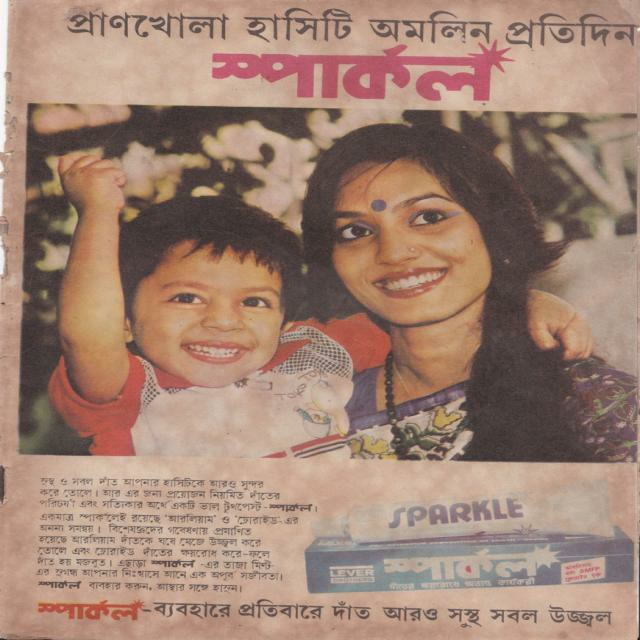 প্রাণখোলা হাসিটি অমলিন প্রতিদিন
স্পার্কল
সুস্থ ও সবল দাঁত আপনার হাসিটিকে আরও সুন্দর
করে তোলে। আর এর জন্য প্রয়োজন নিয়মিত দাঁতের
পরিচর্যা এবং সত্যিকার অর্থে একটি ভাল টুথপেস্ট-স্পার্কল।
একমাত্র স্পার্কলেই রয়েছে 'আরলিয়াম' ও 'ফ্লোরাইড'-এর
অনন্য সমন্বয়। বিশেষজ্ঞদের গবেষণায় প্রমাণিত
হয়েছে আরলিয়াম দাঁতকে ঘষে মেজে উজ্জ্বল করে
তোলে এবং ফ্লোরাইড দাঁতের ক্ষয়রোধ করে-ফলে
দাঁত হয় মজবুত। এছাড়া স্পার্কল-এর তাজা মিন্ট-
এর সুগন্ধ আপনার নিঃশ্বাসে আনে এক অপূর্ব সজীবতা।
স্পার্কল ব্যবহার করুন, আস্থার সঙ্গে হাসুন।
SPARKLE
LEVER
স্পার্কল
স্পার্কল-ব্যবহারে প্রতিবারে দাঁত আরও সুস্থ সবল উজ্জ্বল